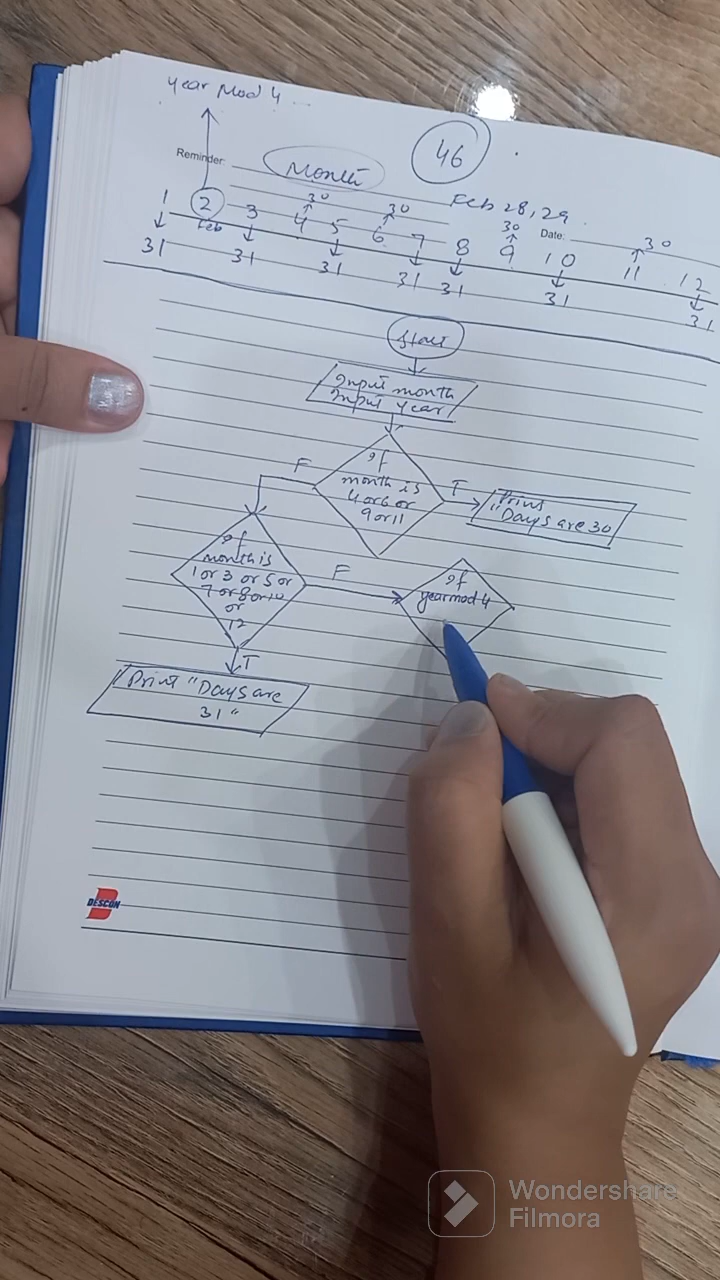 Year Mod 4 ...
46
Reminder:
Month
Feb 28, 29
Date:
30 30 30 30
1 2 3 4 5 6 7 8 9 10 11 12
Feb
31 31 31 31 31 31 31
Start
Input month
Input Year
If
month is
4 or 6 or
9 or 11
F
T
Print
"Days are 30
If
month is
1 or 3 or 5 or
7 or 8 or 10
or
12
F
If
year mod 4
T
Print "Days are
31"
DESCON
Wondershare
Filmora